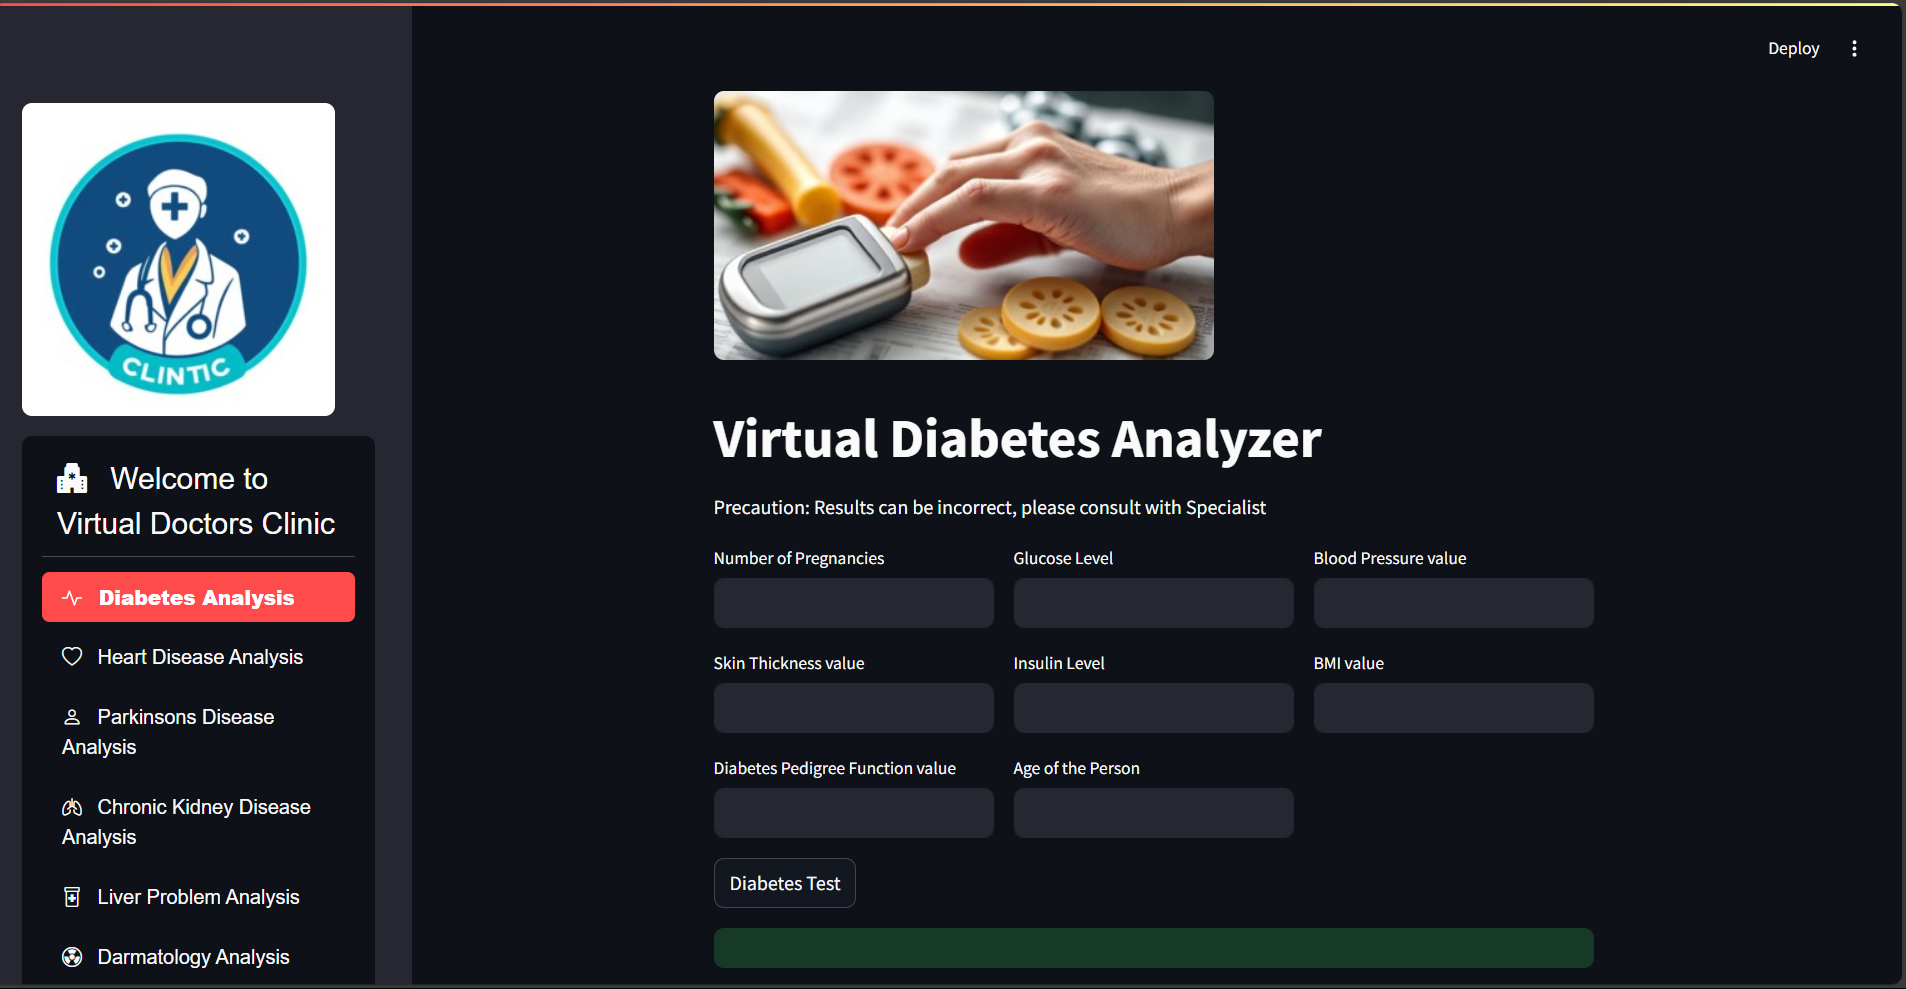 Deploy
CLINTIC
Welcome to
Virtual Doctors Clinic
Diabetes Analysis
Heart Disease Analysis
Parkinsons Disease
Analysis
Chronic Kidney Disease
Analysis
Liver Problem Analysis
Darmatology Analysis
Virtual Diabetes Analyzer
Precaution: Results can be incorrect, please consult with Specialist
Number of Pregnancies
Glucose Level
Blood Pressure value
Skin Thickness value
Insulin Level
BMI value
Diabetes Pedigree Function value
Age of the Person
Diabetes Test